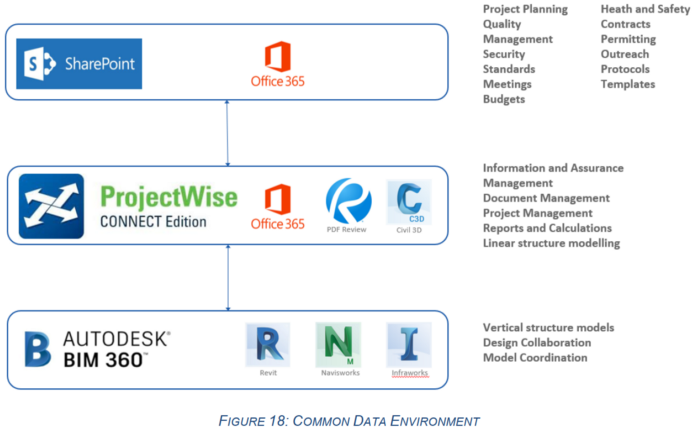 Project Planning
Quality
Management
Security
Standards
Meetings
Budgets
Heath and Safety
Contracts
Permitting
Outreach
Protocols
Templates
S SharePoint
Office 365
ProjectWise
CONNECT Edition
Office 365
PDF Review
C
C3D
Civil 3D
Information and Assurance
Management
Document Management
Project Management
Reports and Calculations
Linear structure modelling
B AUTODESK®
BIM 360™
R
Revit
N
M
Navisworks
I
Infraworks
Vertical structure models
Design Collaboration
Model Coordination
FIGURE 18: COMMON DATA ENVIRONMENT